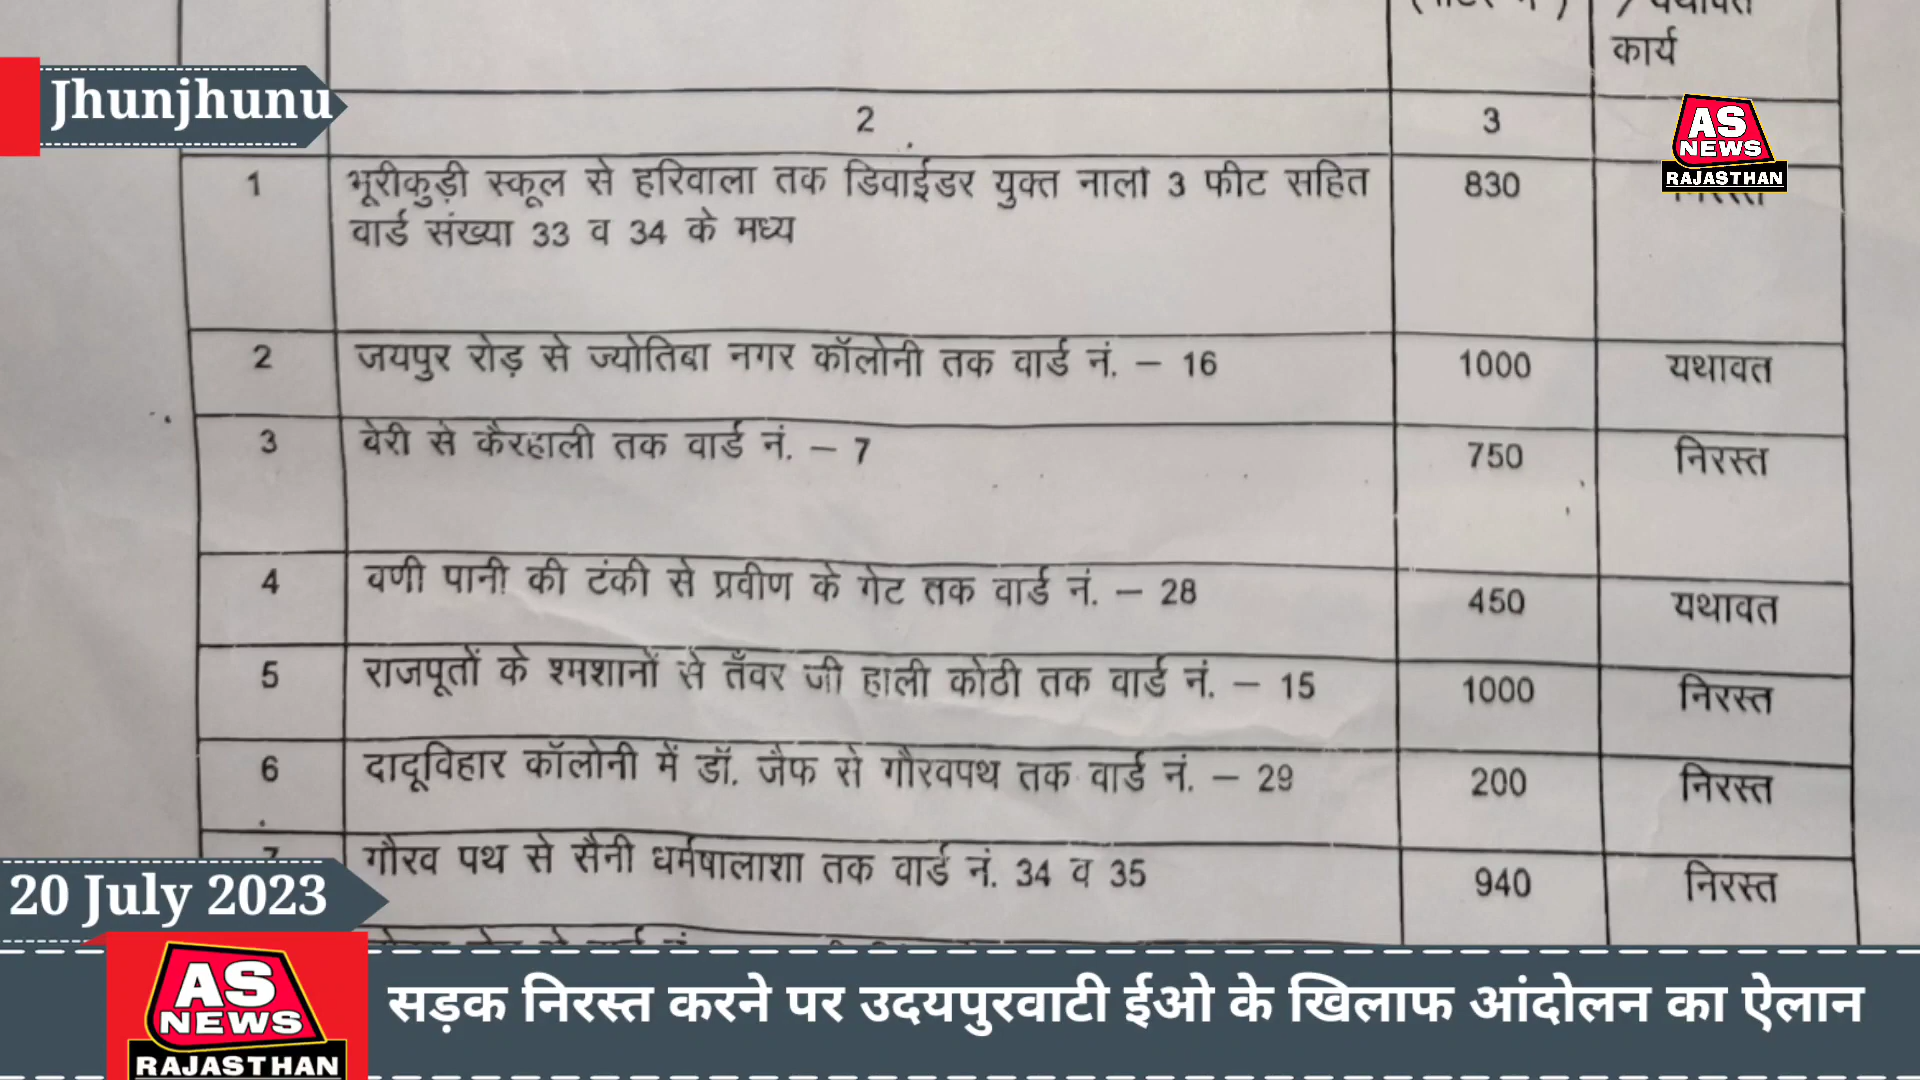 / यथावत
कार्य
Jhunjhunu
2
3
AS
NEWS
RAJASTHAN
1
भूरीकुड़ी स्कूल से हरिवाला तक डिवाईडर युक्त नाला 3 फीट सहित
वार्ड संख्या 33 व 34 के मध्य
830
निरस्त
2
जयपुर रोड़ से ज्योतिबा नगर कॉलोनी तक वार्ड नं. – 16
1000
यथावत
3
बेरी से कैरहाली तक वार्ड नं. – 7
750
निरस्त
4
वणी पानी की टंकी से प्रवीण के गेट तक वार्ड नं. – 28
450
यथावत
5
राजपूतों के श्मशानों से तँवर जी हाली कोठी तक वार्ड नं. – 15
1000
निरस्त
6
दादूविहार कॉलोनी में डॉ. जैफ से गौरवपथ तक वार्ड नं. – 29
200
निरस्त
7
गौरव पथ से सैनी धर्मषालाशा तक वार्ड नं. 34 व 35
940
निरस्त
20 July 2023
AS
NEWS
RAJASTHAN
सड़क निरस्त करने पर उदयपुरवाटी ईओ के खिलाफ आंदोलन का ऐलान